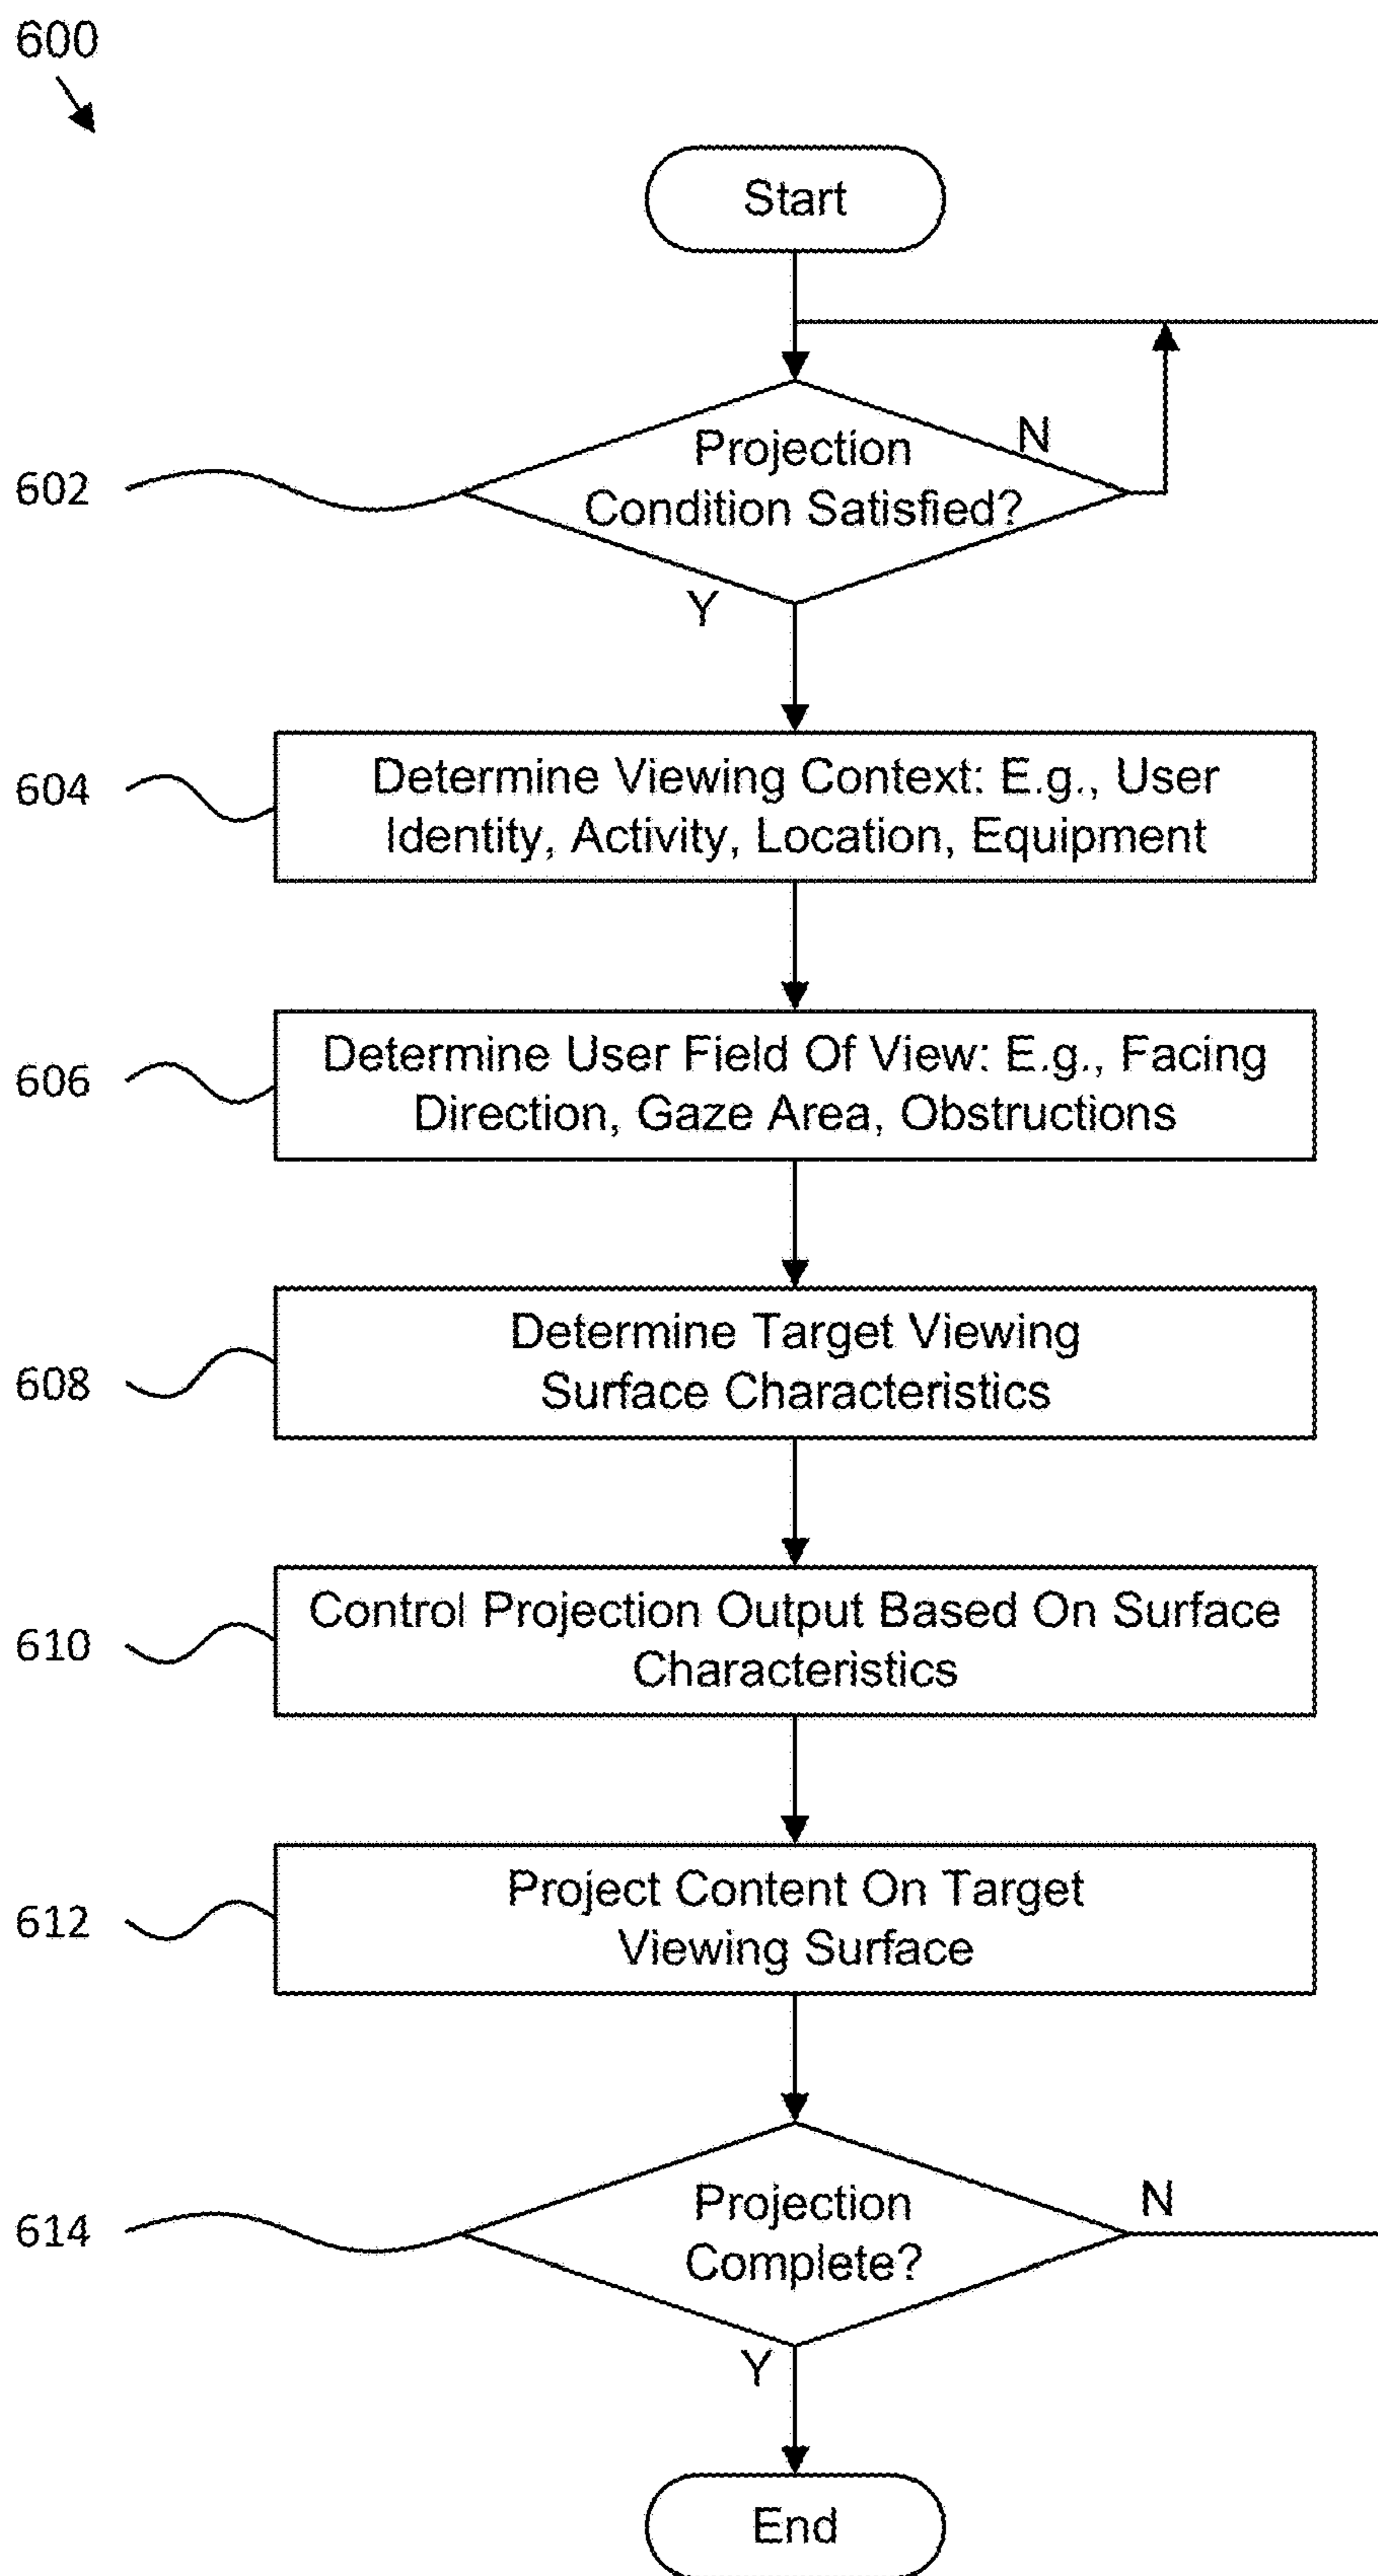 600
Start
Projection
Condition Satisfied?
N
602
Y
604
Determine Viewing Context: E.g., User
Identity, Activity, Location, Equipment
606
Determine User Field Of View: E.g., Facing
Direction, Gaze Area, Obstructions
608
Determine Target Viewing
Surface Characteristics
610
Control Projection Output Based On Surface
Characteristics
612
Project Content On Target
Viewing Surface
614
Projection
Complete?
N
Y
End